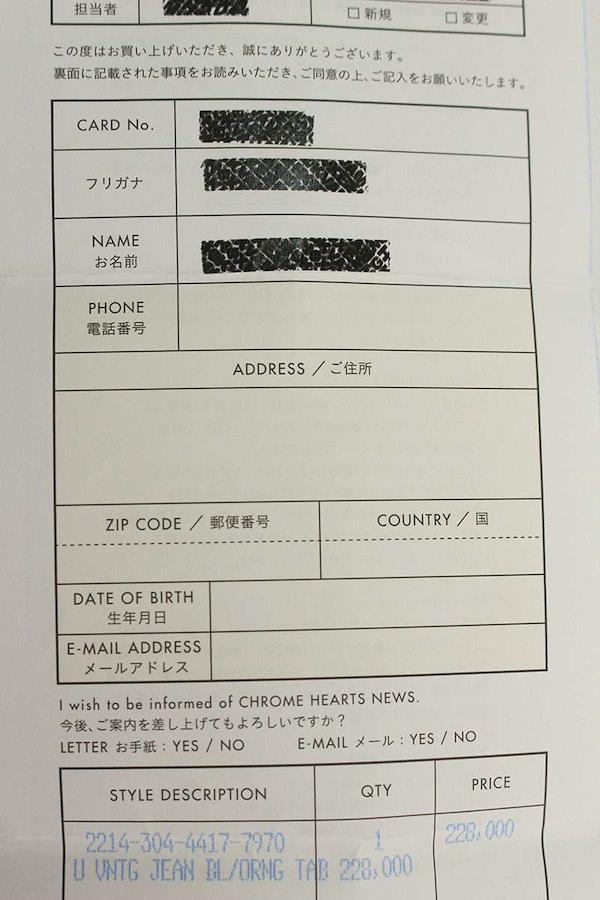 担当者
□ 新規 □ 変更
この度はお買い上げいただき、誠にありがとうございます。
裏面に記載された事項をお読みいただき、ご同意の上、ご記入をお願いいたします。
CARD No.
フリガナ
NAME
お名前
PHONE
電話番号
ADDRESS / ご住所
ZIP CODE / 郵便番号
COUNTRY / 国
DATE OF BIRTH
生年月日
E-MAIL ADDRESS
メールアドレス
I wish to be informed of CHROME HEARTS NEWS.
今後、ご案内を差し上げてもよろしいですか？
LETTER お手紙 : YES / NO E-MAIL メール : YES / NO
STYLE DESCRIPTION QTY PRICE
2214-304-4417-7970 1 228,000
U VNTG JEAN BL/ORNG TAB 228,000